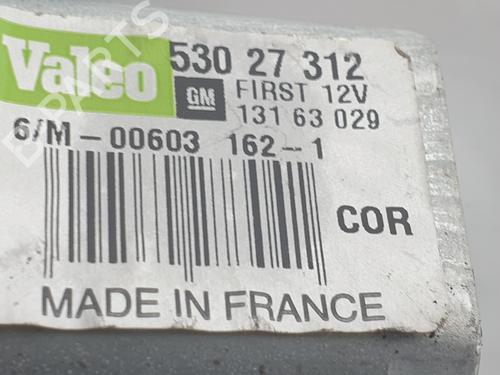 Valeo 530 27 312
GM FIRST 12V
131 63 029
6/M-00603 162-1
COR
MADE IN FRANCE